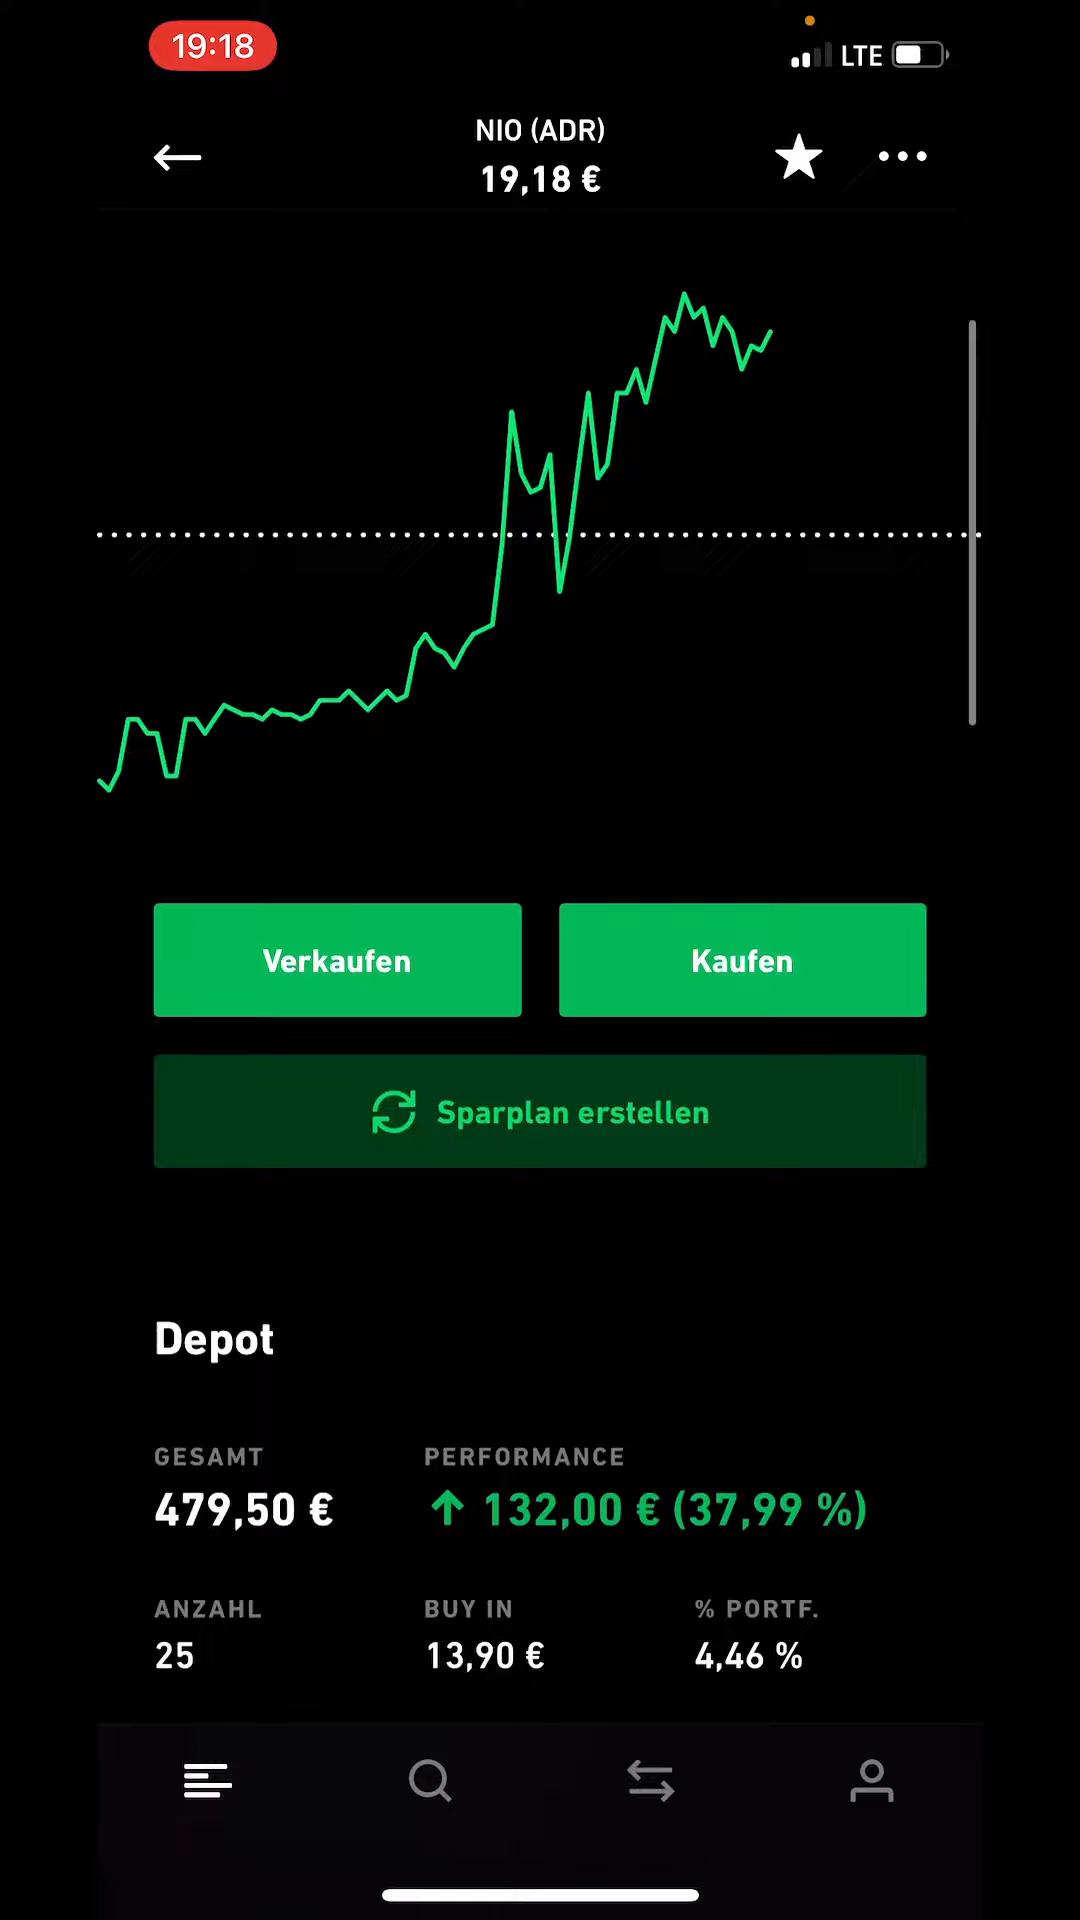 19:18
LTE
NIO (ADR)
19,18 €
Verkaufen
Kaufen
Sparplan erstellen
Depot
GESAMT
PERFORMANCE
479,50 €
132,00 € (37,99 %)
ANZAHL
BUY IN
% PORTF.
25
13,90 €
4,46 %